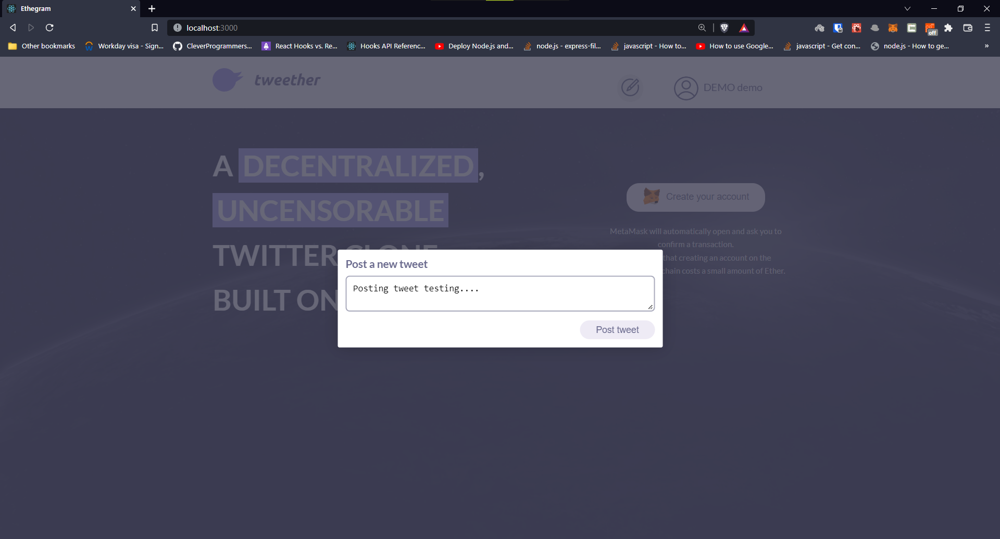 Ethegram
localhost:3000
off
Other bookmarks
Workday visa - Sign...
CleverProgrammers...
React Hooks vs. Re...
Hooks API Referenc...
Deploy Node.js and...
node.js - express-fil...
javascript - How to...
How to use Google...
javascript - Get con...
node.js - How to ge...
»
tweether
DEMO demo
A DECENTRALIZED,
UNCENSORABLE
TWITTER CLONE
BUILT ON
Create your account
MetaMask will automatically open and ask you to
confirm a transaction.
that creating an account on the
chain costs a small amount of Ether.
Post a new tweet
Posting tweet testing....
Post tweet